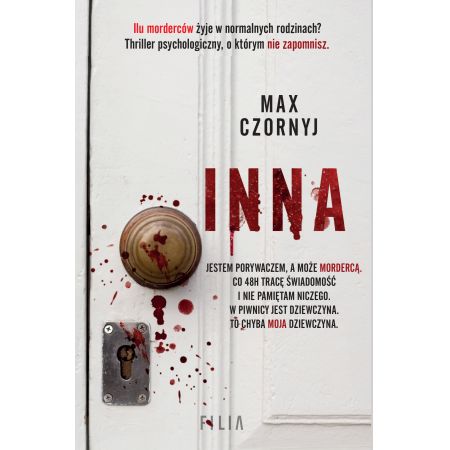 Ilu morderców żyje w normalnych rodzinach?
Thriller psychologiczny, o którym nie zapomnisz.
MAX
CZORNYJ
INNA
JESTEM PORYWACZEM, A MOŻE MORDERCĄ.
CO 48H TRACĘ ŚWIADOMOŚĆ
I NIE PAMIĘTAM NICZEGO.
W PIWNICY JEST DZIEWCZYNA.
TO CHYBA MOJA DZIEWCZYNA.
FILIA